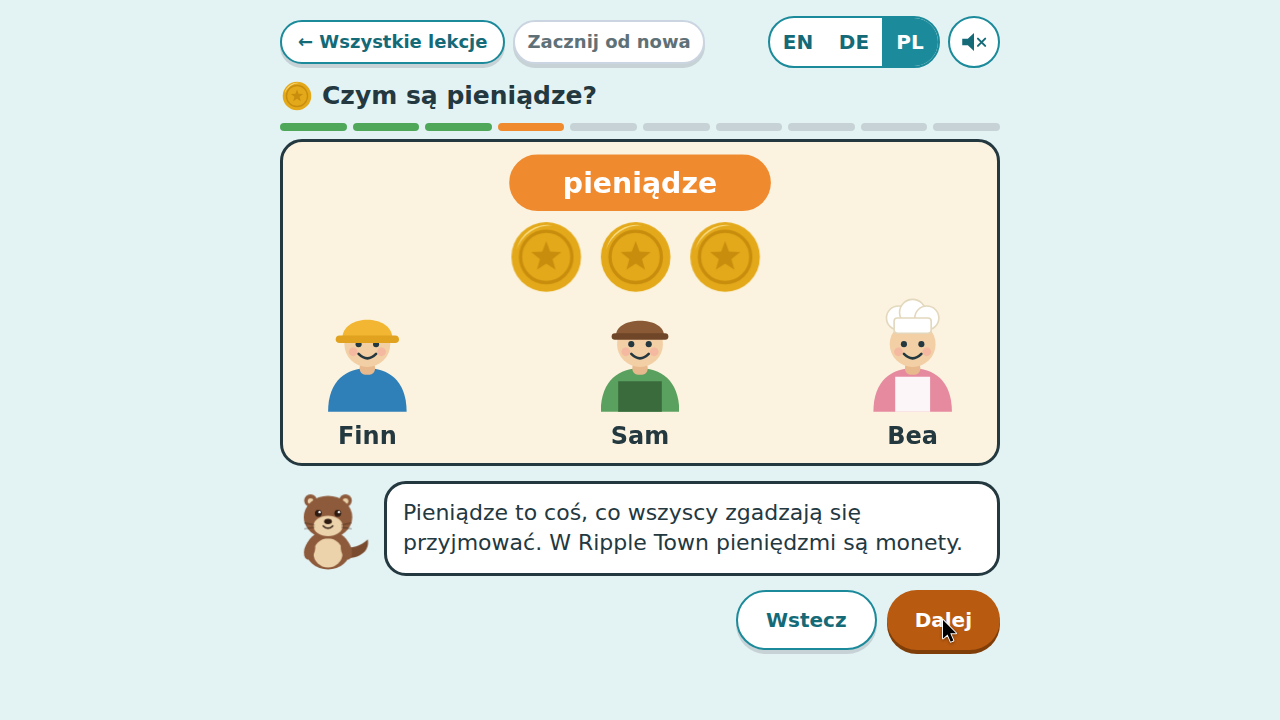 ← Wszystkie lekcje
Zacznij od nowa
EN
DE
PL
Czym są pieniądze?
pieniądze
Finn
Sam
Bea
Pieniądze to coś, co wszyscy zgadzają się
przyjmować. W Ripple Town pieniędzmi są monety.
Wstecz
Dalej